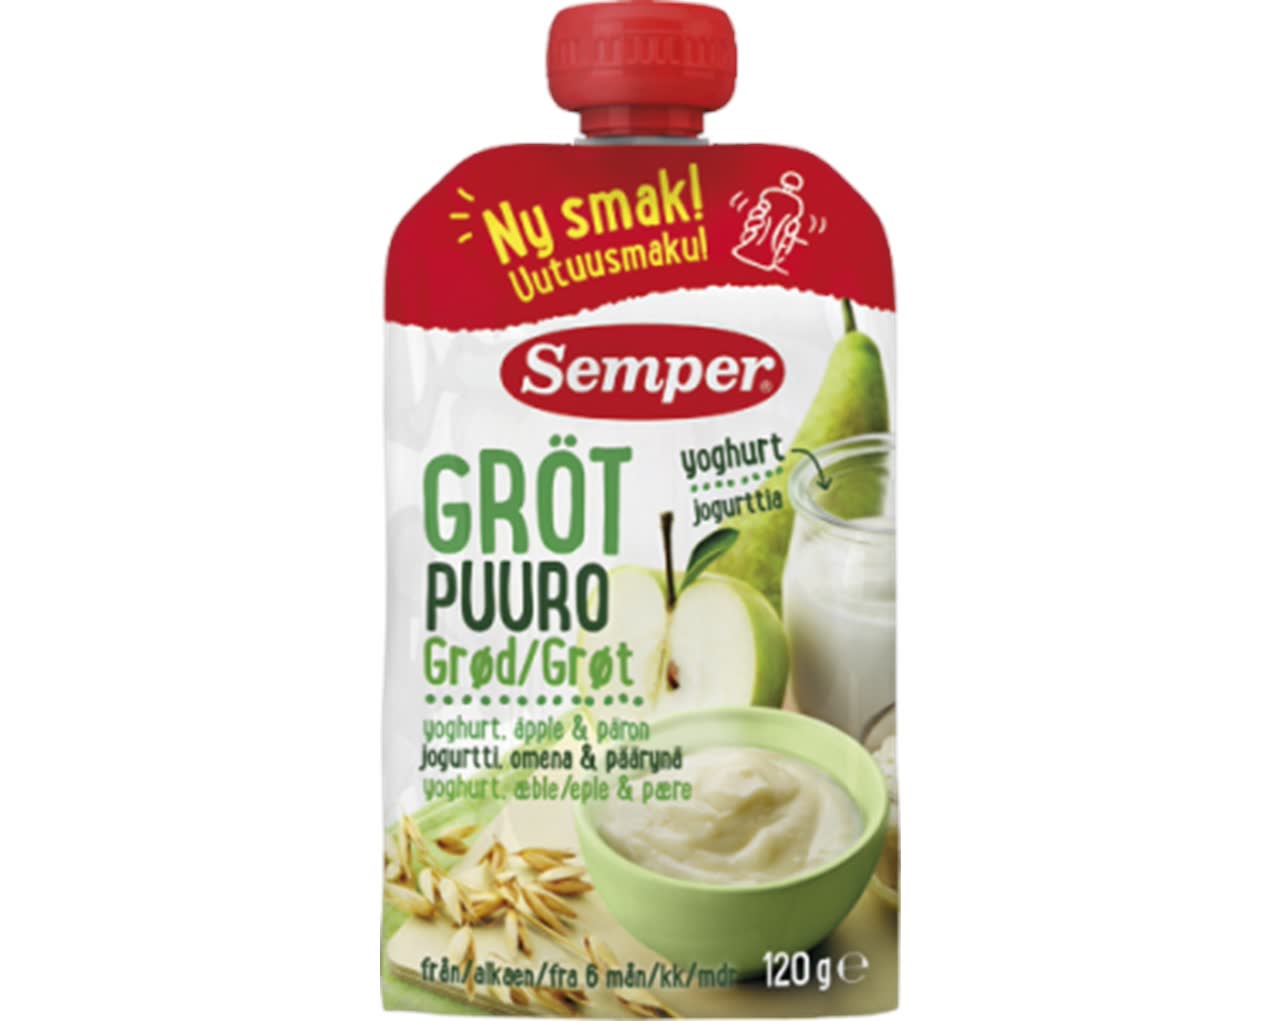 Ny smak!
Uutuusmaku!
Semper®
yoghurt
jogurttia
GRÖT
PUURO
Grød/Grøt
yoghurt, äpple & päron
jogurtti, omena & päärynä
yoghurt, æble/eple & pære
från/alkaen/fra 6 mån/kk/mdr
120 g ℮